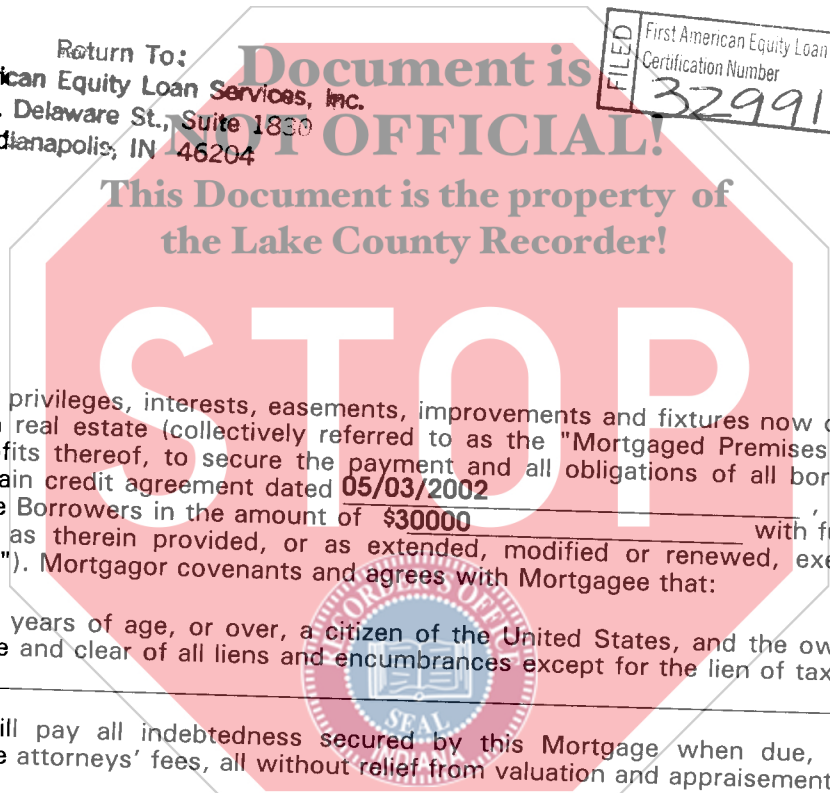 Return To:
ican Equity Loan Services, Inc.
. Delaware St., Suite 1830
dianapolis, IN 46204
FILED
First American Equity Loan
Certification Number
32991
Document is
NOT OFFICIAL!
This Document is the property of
the Lake County Recorder!
STOP
privileges, interests, easements, improvements and fixtures now o
real estate (collectively referred to as the "Mortgaged Premises
fits thereof, to secure the payment and all obligations of all bor
ain credit agreement dated 05/03/2002 ,
e Borrowers in the amount of $30000 with fu
as therein provided, or as extended, modified or renewed, exe
"). Mortgagor covenants and agrees with Mortgagee that:
years of age, or over, a citizen of the United States, and the ow
e and clear of all liens and encumbrances except for the lien of tax
ill pay all indebtedness secured by this Mortgage when due,
e attorneys' fees, all without relief from valuation and appraisement
RECORDER'S OFFICE
SEAL
INDIANA